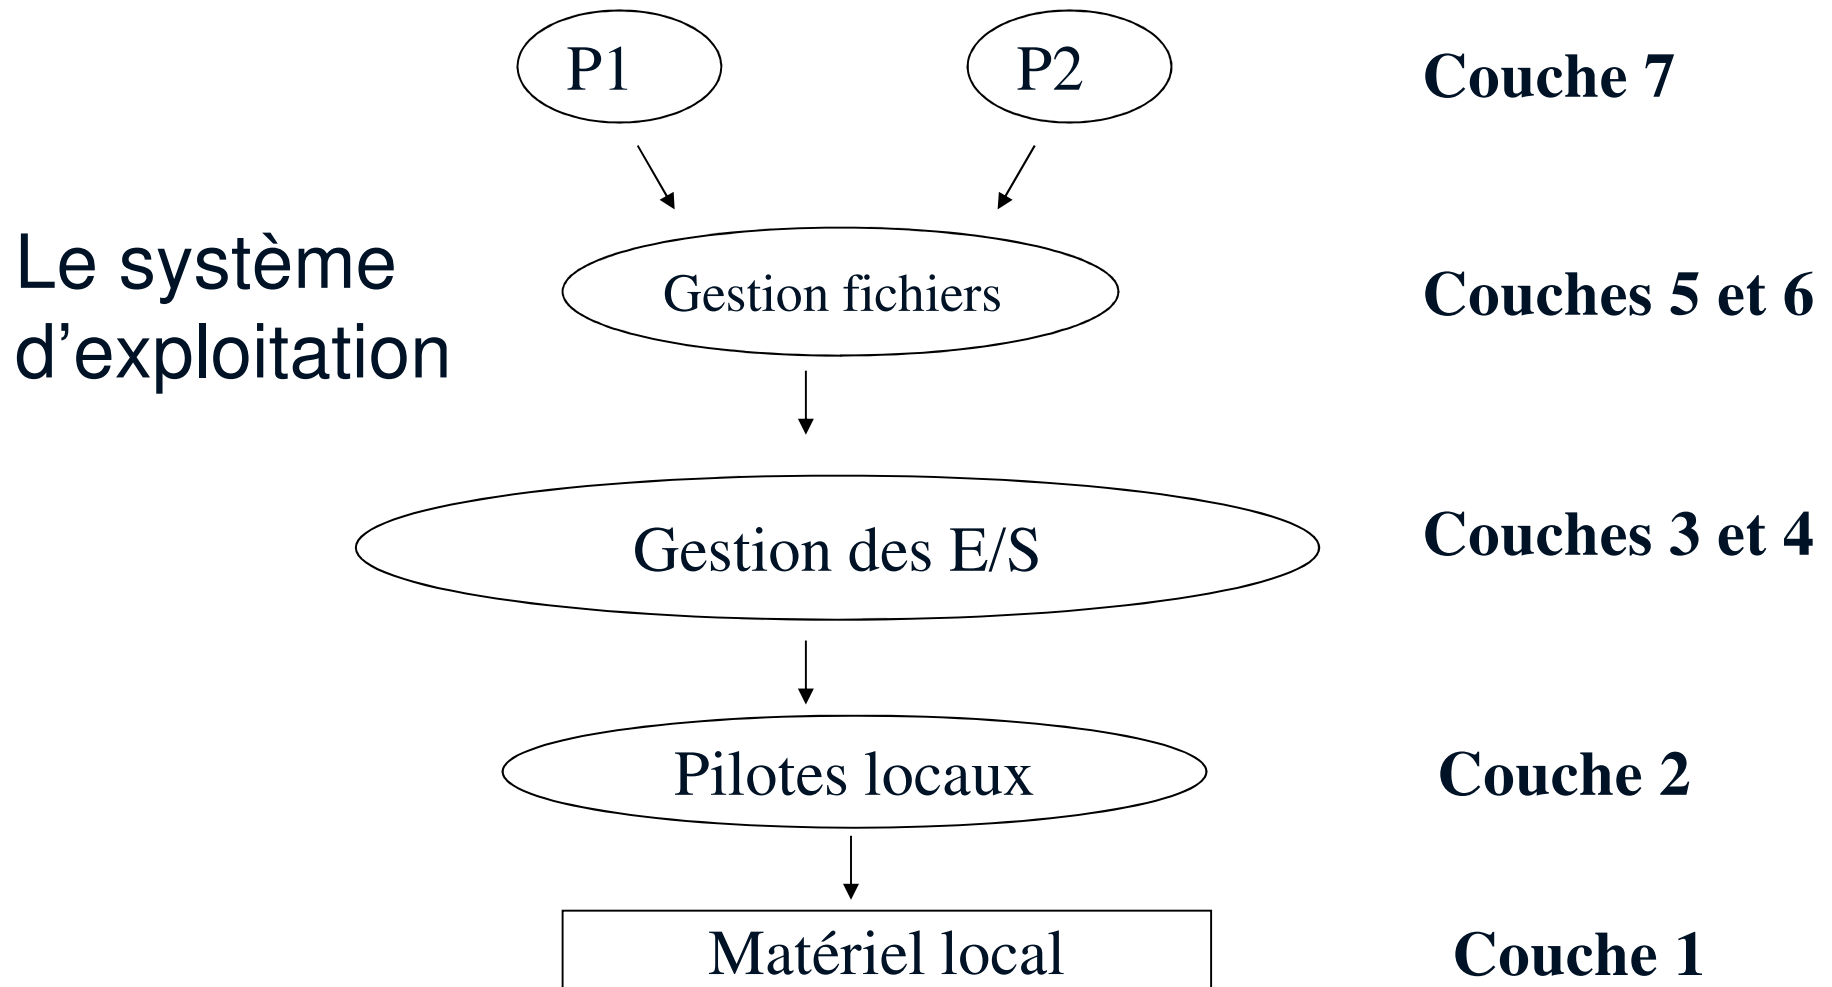 P1
P2
Couche 7
Le système
d’exploitation
Gestion fichiers
Couches 5 et 6
Gestion des E/S
Couches 3 et 4
Pilotes locaux
Couche 2
Matériel local
Couche 1